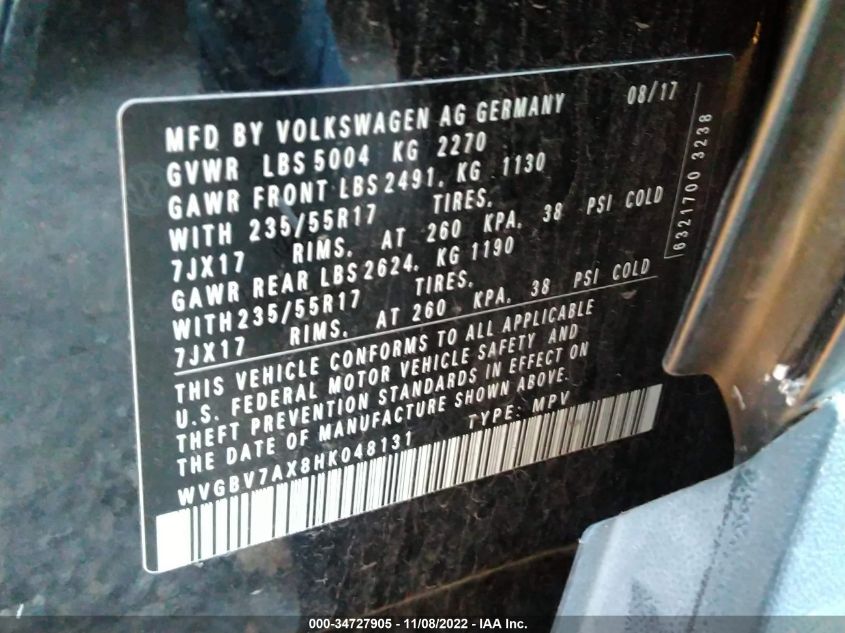 MFD BY VOLKSWAGEN AG GERMANY 08/17
GVWR LBS 5004 KG 2270
GAWR FRONT LBS 2491. KG 1130
WITH 235/55R17 TIRES.
7JX17 RIMS. AT 260 KPA. 38 PSI COLD
GAWR REAR LBS 2624. KG 1190
WITH 235/55R17 TIRES.
7JX17 RIMS. AT 260 KPA. 38 PSI COLD
THIS VEHICLE CONFORMS TO ALL APPLICABLE
U.S. FEDERAL MOTOR VEHICLE SAFETY AND
THEFT PREVENTION STANDARDS IN EFFECT ON
THE DATE OF MANUFACTURE SHOWN ABOVE.
WVGBV7AX8HK048131 TYPE: MPV
6321700 3238
000-34727905 - 11/08/2022 - IAA Inc.